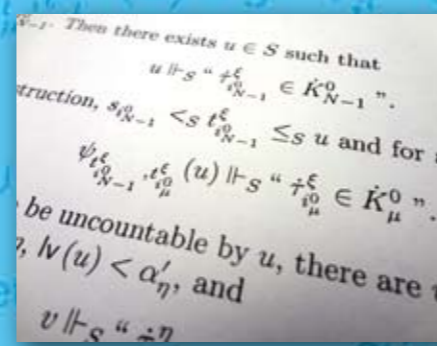 N−1. Then there exists u ∈ S such that
u ⊩_S “ τ̇^ξ_{i^0_{N−1}} ∈ K̇^0_{N−1} ”.
struction, s_{i^0_{N−1}} <_S t^ξ_{i^0_{N−1}} ≤_S u and for
ψ_{t^ξ_{i^0_{N−1}}, t^ξ_{i^0_μ}} (u) ⊩_S “ τ̇^ξ_{i^0_μ} ∈ K̇^0_μ ”.
be uncountable by u, there are
lv(u) < α′_η, and
v ⊩_S “